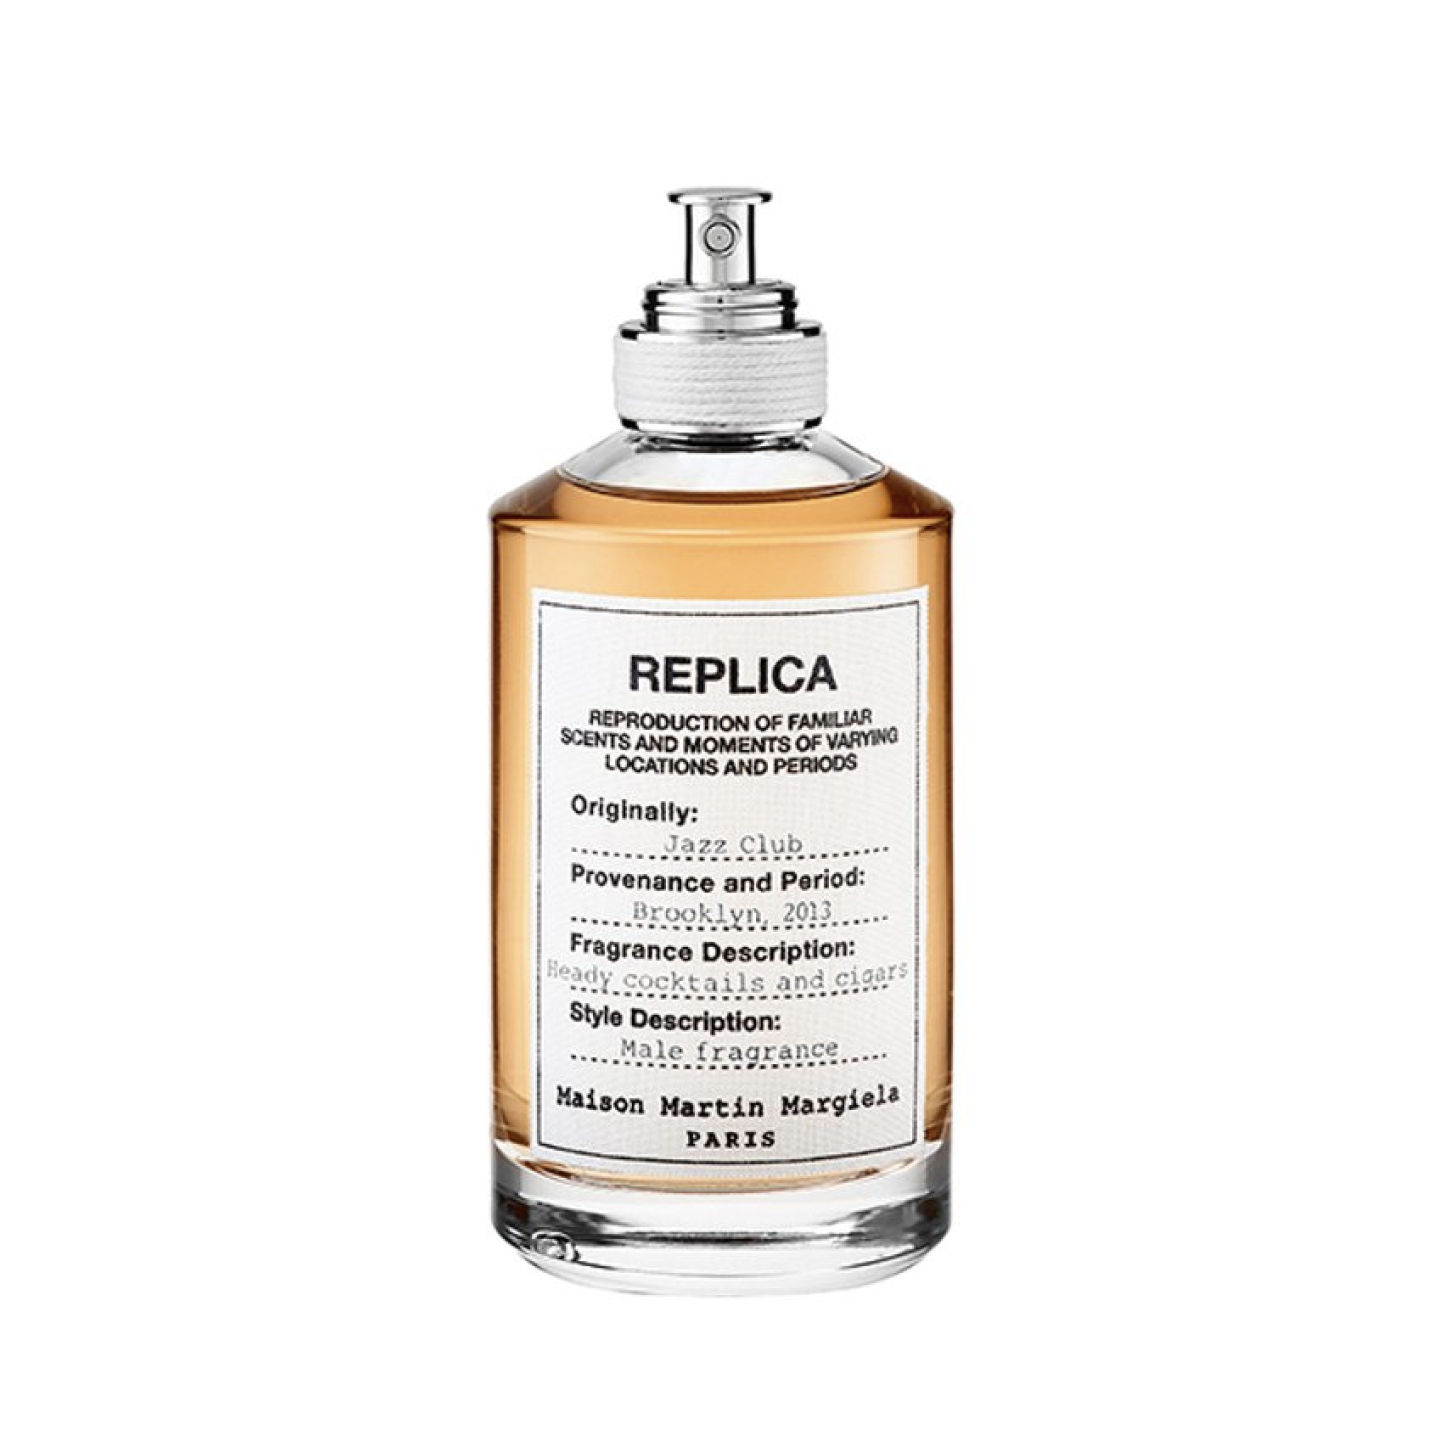 REPLICA
REPRODUCTION OF FAMILIAR
SCENTS AND MOMENTS OF VARYING
LOCATIONS AND PERIODS
Originally:
Jazz Club
Provenance and Period:
Brooklyn, 2013
Fragrance Description:
Heady cocktails and cigars
Style Description:
Male fragrance
Maison Martin Margiela
PARIS